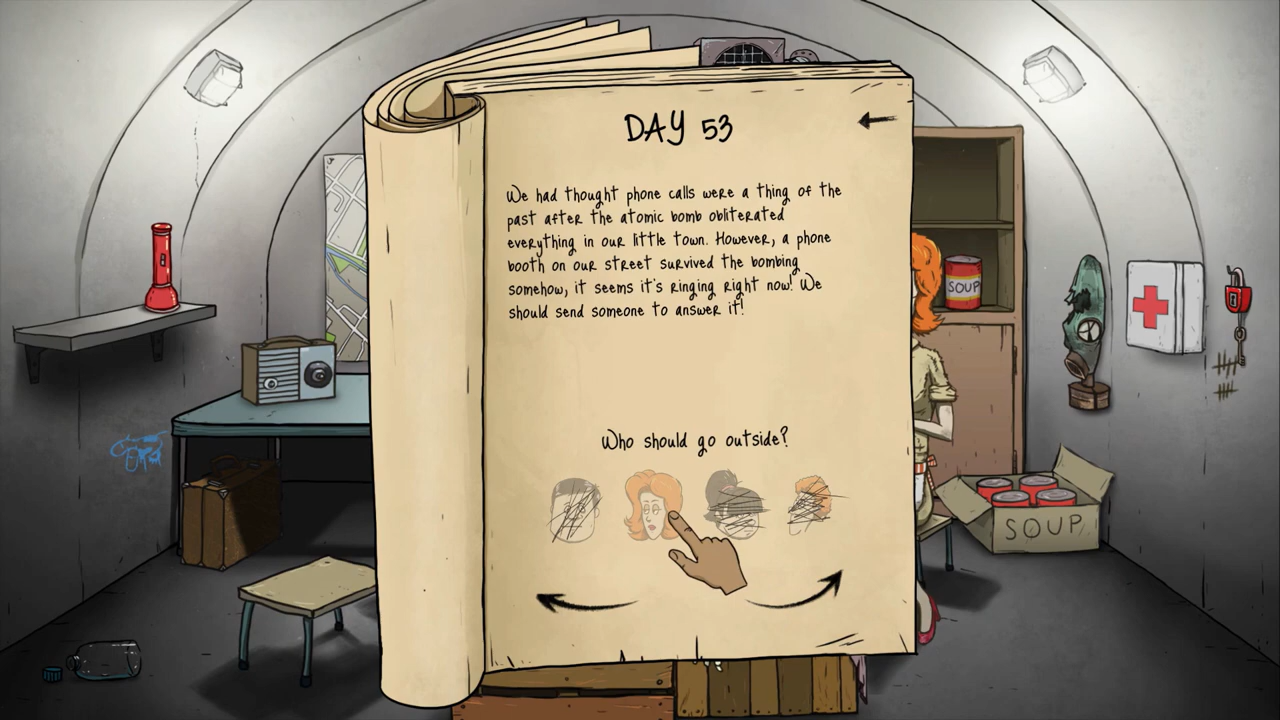 DAY 53
We had thought phone calls were a thing of the
past after the atomic bomb obliterated
everything in our little town. However, a phone
booth on our street survived the bombing
somehow, it seems it's ringing right now! We
should send someone to answer it!
Who should go outside?
SOUP
SOUP